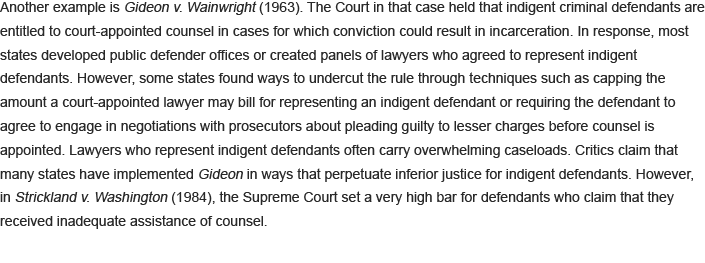 Another example is Gideon v. Wainwright (1963). The Court in that case held that indigent criminal defendants are
entitled to court-appointed counsel in cases for which conviction could result in incarceration. In response, most
states developed public defender offices or created panels of lawyers who agreed to represent indigent
defendants. However, some states found ways to undercut the rule through techniques such as capping the
amount a court-appointed lawyer may bill for representing an indigent defendant or requiring the defendant to
agree to engage in negotiations with prosecutors about pleading guilty to lesser charges before counsel is
appointed. Lawyers who represent indigent defendants often carry overwhelming caseloads. Critics claim that
many states have implemented Gideon in ways that perpetuate inferior justice for indigent defendants. However,
in Strickland v. Washington (1984), the Supreme Court set a very high bar for defendants who claim that they
received inadequate assistance of counsel.